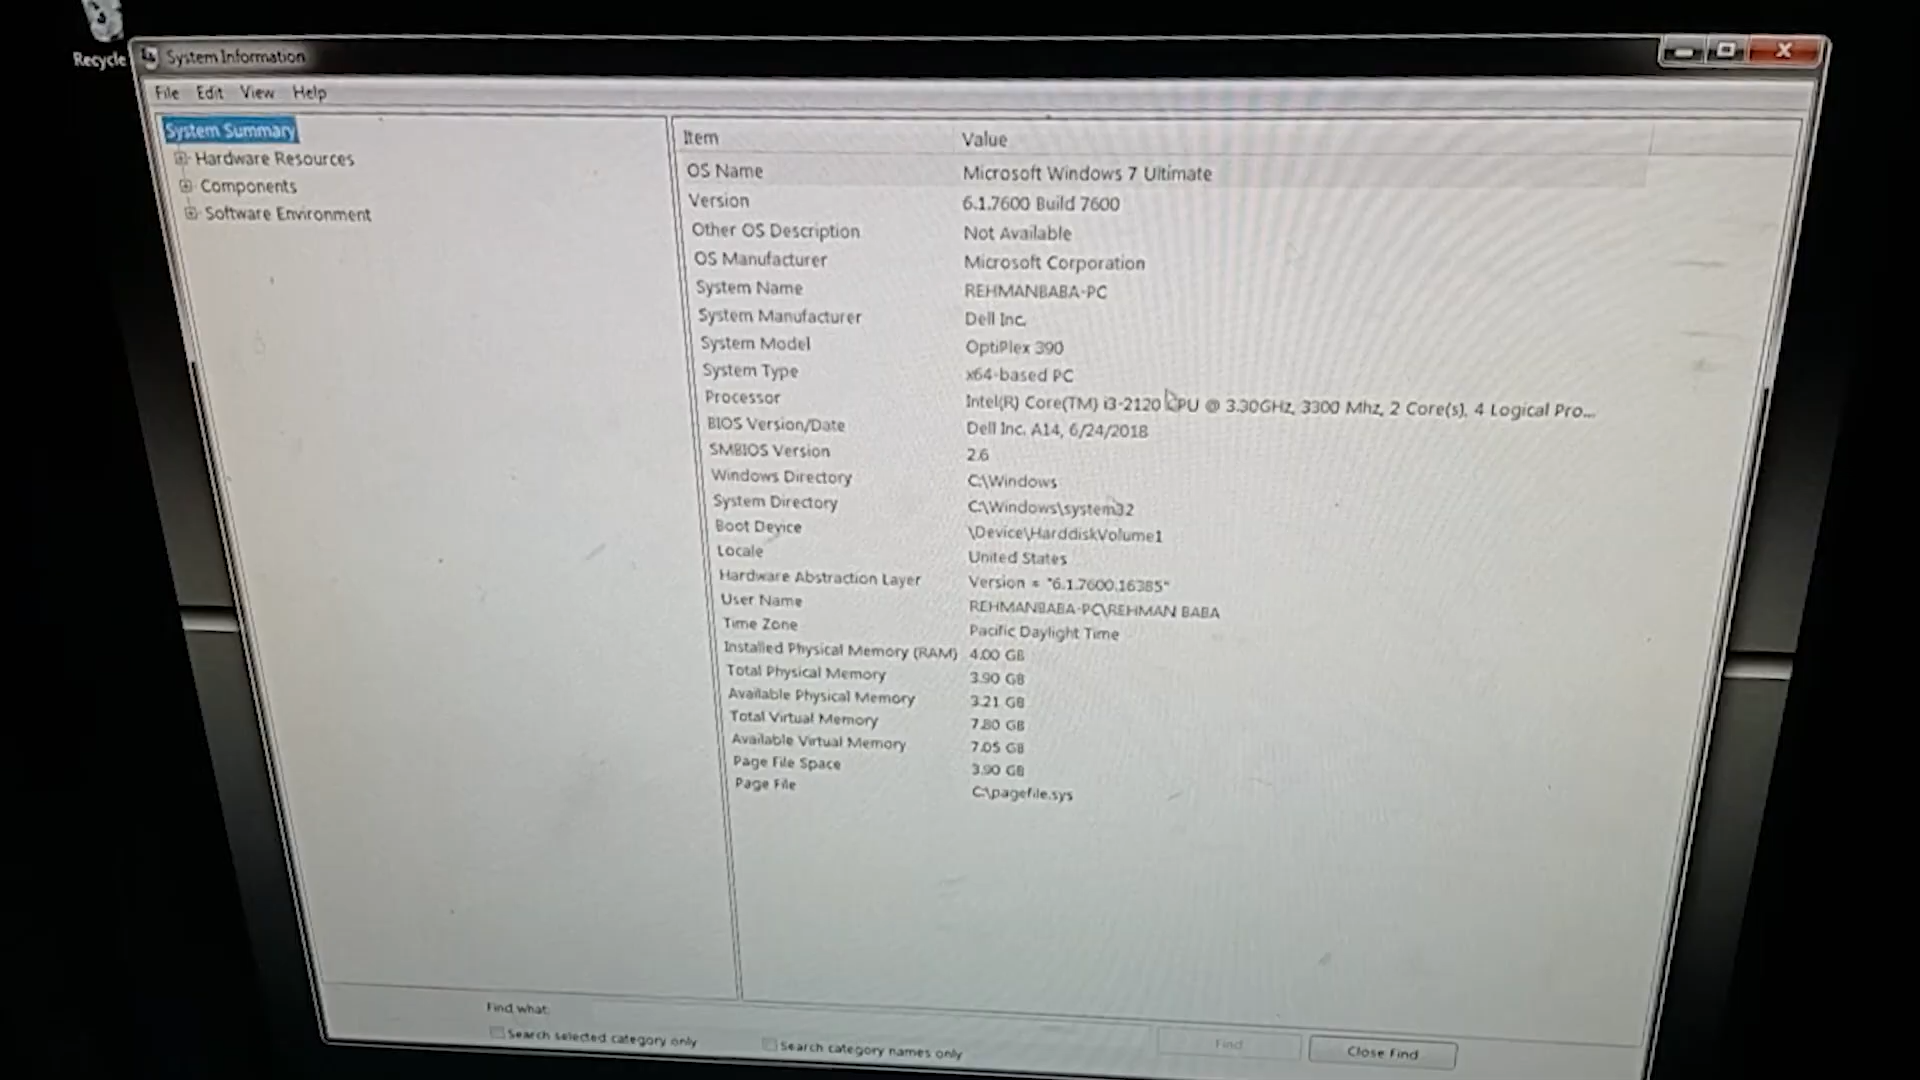 Recycle
System Information
File Edit View Help
System Summary
Hardware Resources
Components
Software Environment
Item Value
OS Name Microsoft Windows 7 Ultimate
Version 6.1.7600 Build 7600
Other OS Description Not Available
OS Manufacturer Microsoft Corporation
System Name REHMANBABA-PC
System Manufacturer Dell Inc.
System Model OptiPlex 390
System Type x64-based PC
Processor Intel(R) Core(TM) i3-2120 CPU @ 3.30GHz, 3300 Mhz, 2 Core(s), 4 Logical Pro...
BIOS Version/Date Dell Inc. A14, 6/24/2018
SMBIOS Version 2.6
Windows Directory C:\Windows
System Directory C:\Windows\system32
Boot Device \Device\HarddiskVolume1
Locale United States
Hardware Abstraction Layer Version = "6.1.7600.16385"
User Name REHMANBABA-PC\REHMAN BABA
Time Zone Pacific Daylight Time
Installed Physical Memory (RAM) 4.00 GB
Total Physical Memory 3.90 GB
Available Physical Memory 3.21 GB
Total Virtual Memory 7.80 GB
Available Virtual Memory 7.05 GB
Page File Space 3.90 GB
Page File C:\pagefile.sys
Find what:
Find
Close Find
Search selected category only
Search category names only